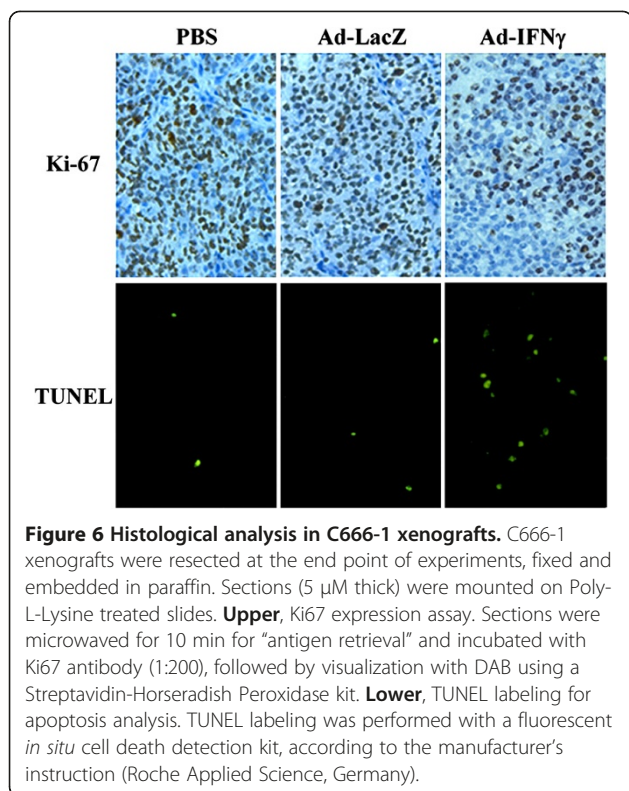 PBS Ad-LacZ Ad-IFNγ
Ki-67
TUNEL
Figure 6 Histological analysis in C666-1 xenografts. C666-1
xenografts were resected at the end point of experiments, fixed and
embedded in paraffin. Sections (5 μM thick) were mounted on Poly-
L-Lysine treated slides. Upper, Ki67 expression assay. Sections were
microwaved for 10 min for “antigen retrieval” and incubated with
Ki67 antibody (1:200), followed by visualization with DAB using a
Streptavidin-Horseradish Peroxidase kit. Lower, TUNEL labeling for
apoptosis analysis. TUNEL labeling was performed with a fluorescent
in situ cell death detection kit, according to the manufacturer’s
instruction (Roche Applied Science, Germany).